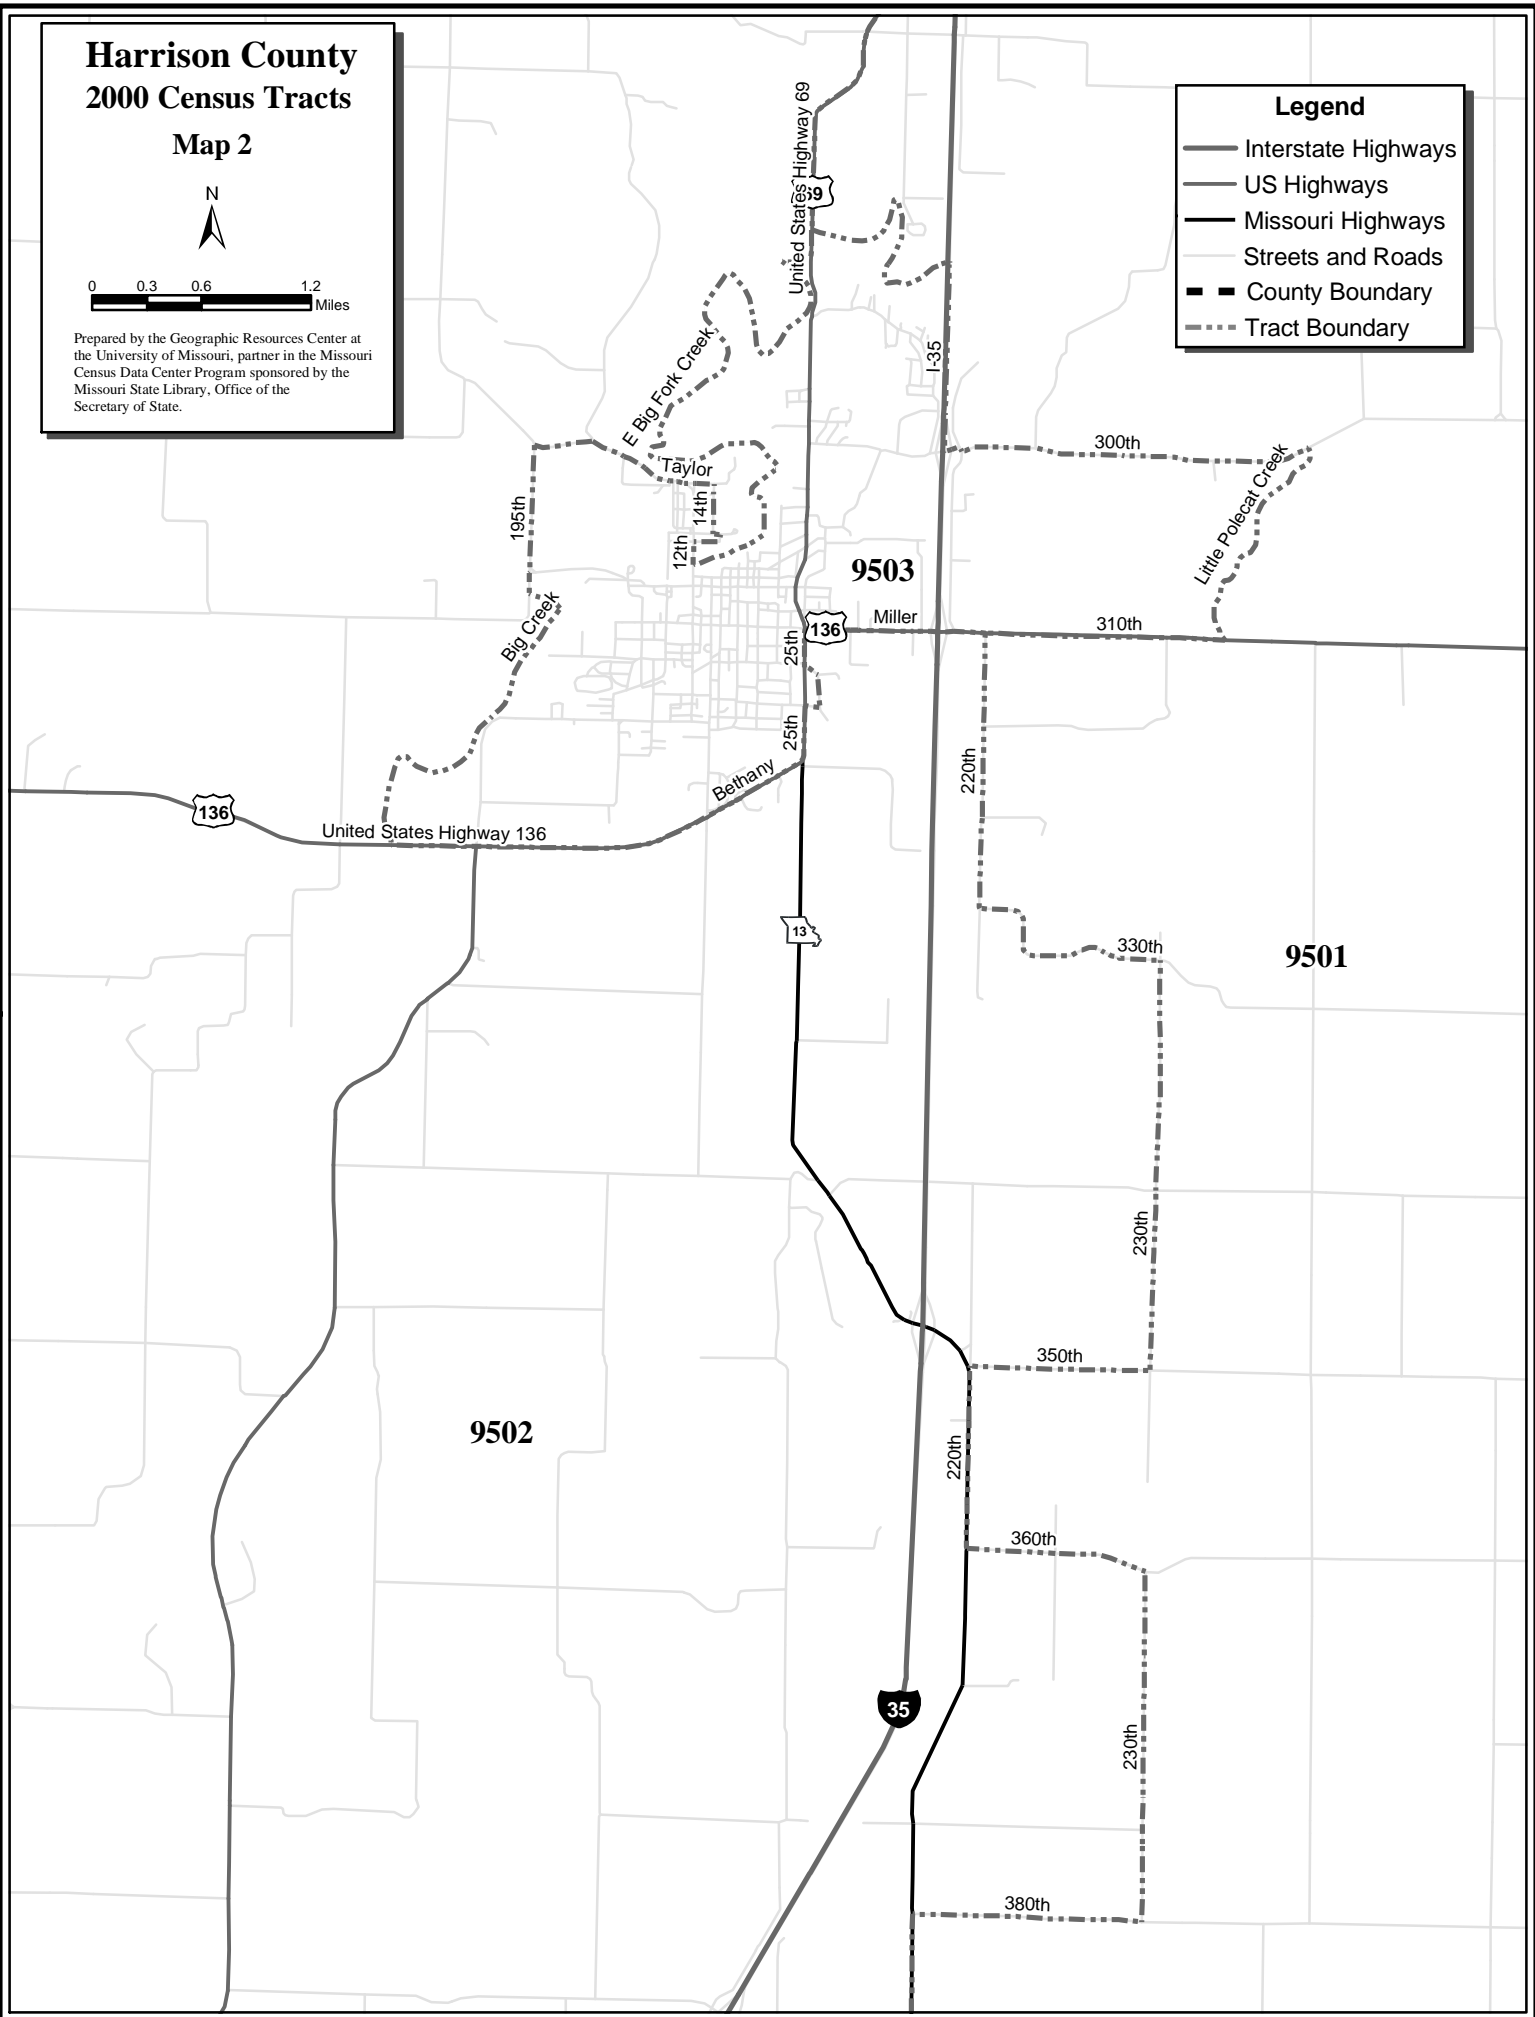 Harrison County
2000 Census Tracts
Map 2
N
0 0.3 0.6 1.2
Miles
Prepared by the Geographic Resources Center at
the University of Missouri, partner in the Missouri
Census Data Center Program sponsored by the
Missouri State Library, Office of the
Secretary of State.
Legend
Interstate Highways
US Highways
Missouri Highways
Streets and Roads
County Boundary
Tract Boundary
United States Highway 69
69
I-35
E Big Fork Creek
300th
Little Polecat Creek
Taylor
195th
14th
12th
9503
Big Creek
136
Miller
310th
25th
25th
Bethany
220th
136
United States Highway 136
13
330th
9501
230th
350th
9502
220th
360th
35
230th
380th